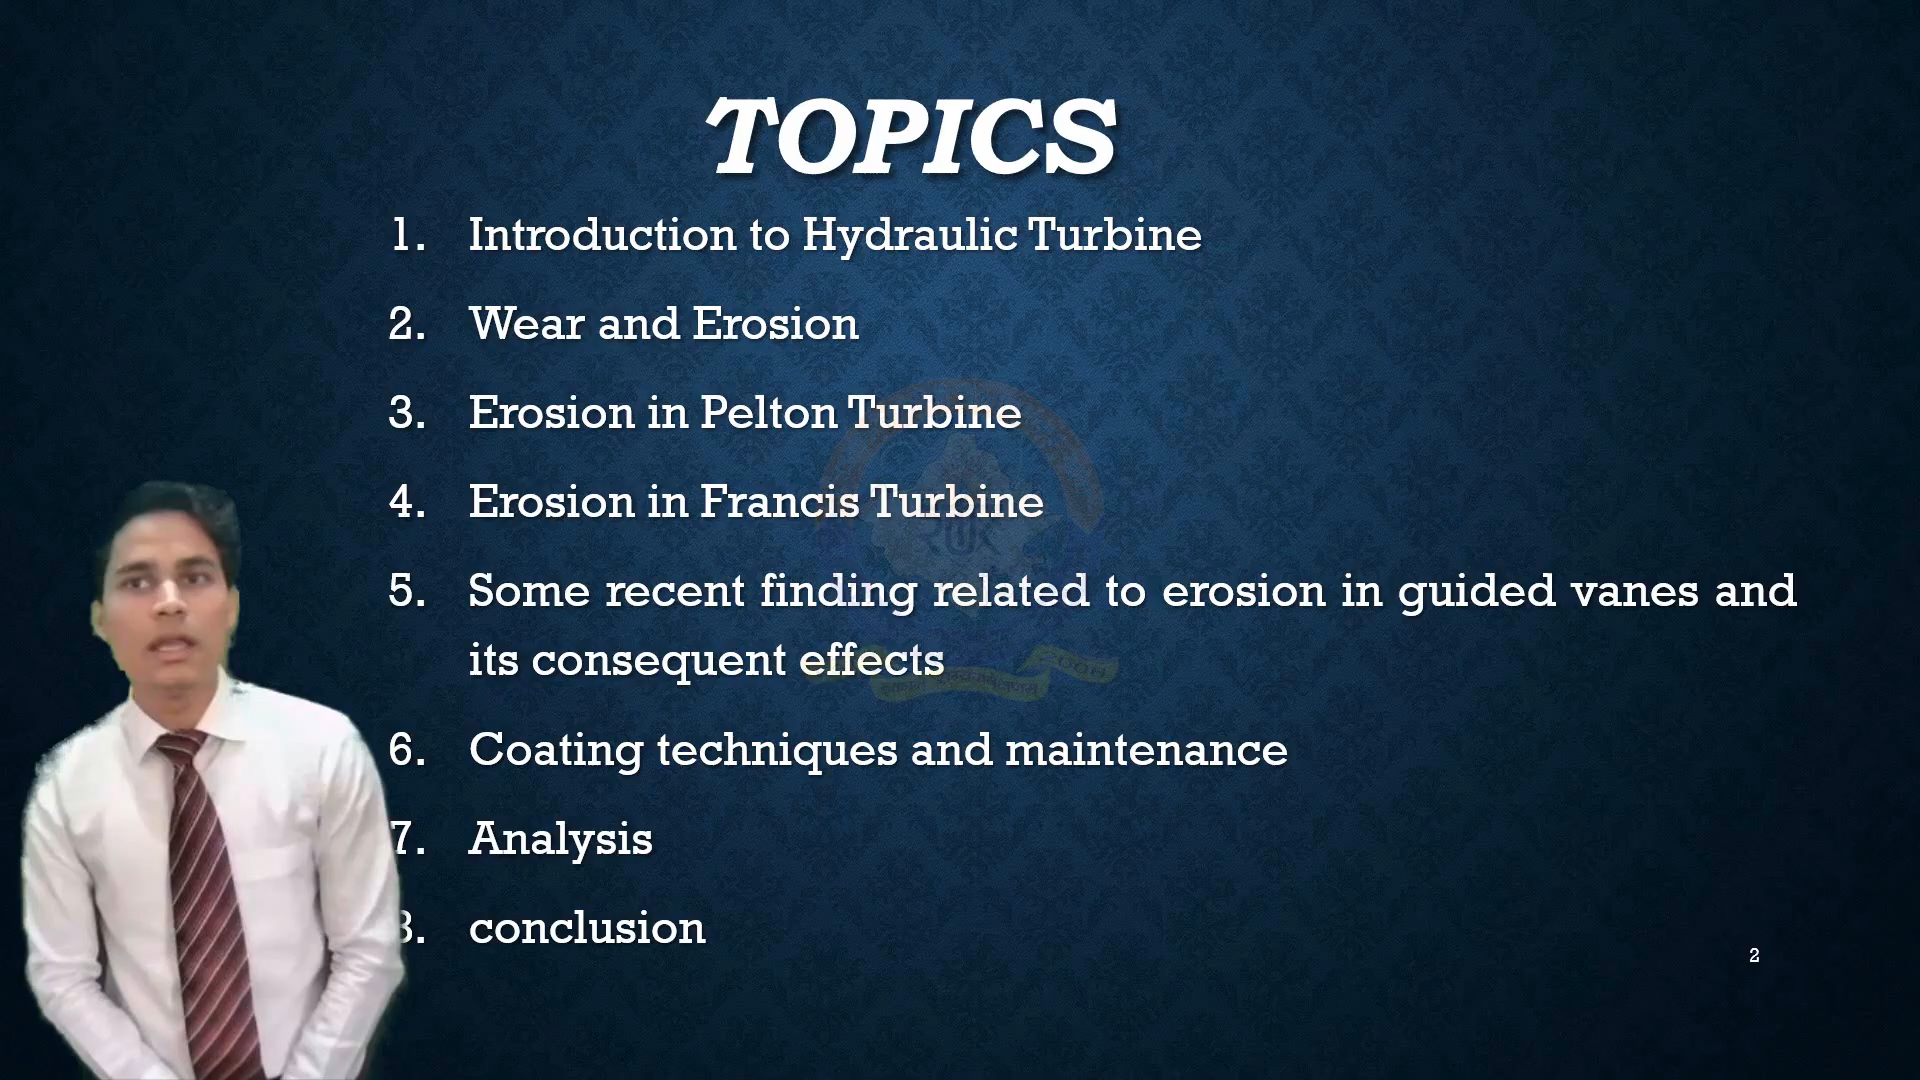 TOPICS
1. Introduction to Hydraulic Turbine
2. Wear and Erosion
3. Erosion in Pelton Turbine
4. Erosion in Francis Turbine
5. Some recent finding related to erosion in guided vanes and
its consequent effects
6. Coating techniques and maintenance
7. Analysis
8. conclusion
2